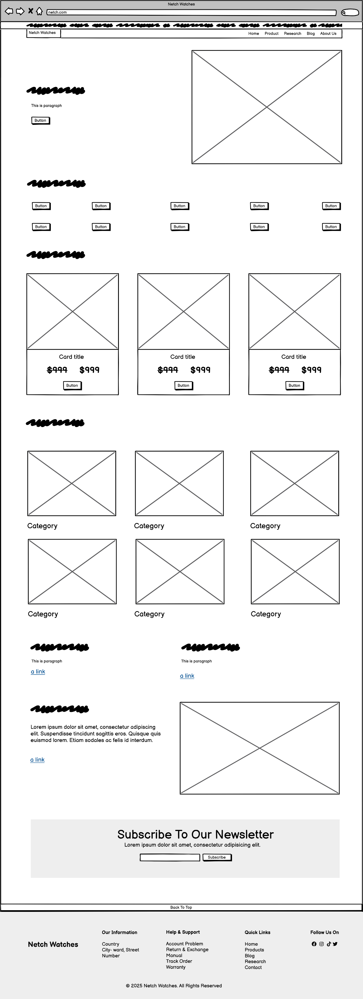 Netch Watches
netch.com
Netch Watches
Home Product Research Blog About Us
This is paragraph
Button
Button Button Button Button Button
Button Button Button Button Button
Card title Card title Card title
$999 $999 $999 $999 $999 $999
Button Button Button
Category Category Category
Category Category Category
This is paragraph
a link
This is paragraph
a link
Lorem ipsum dolor sit amet, consectetur adipiscing
elit. Suspendisse tincidunt sagittis eros. Quisque quis
euismod lorem. Etiam sodales ac felis id interdum.
a link
Subscribe To Our Newsletter
Lorem ipsum dolor sit amet, consectetur adipisicing elit.
Subscribe
Back To Top
Netch Watches
Our Information
Country
City- ward, Street
Number
Help & Support
Account Problem
Return & Exchange
Manual
Track Order
Warranty
Quick Links
Home
Products
Blog
Research
Contact
Follow Us On
© 2025 Netch Watches. All Rights Reserved